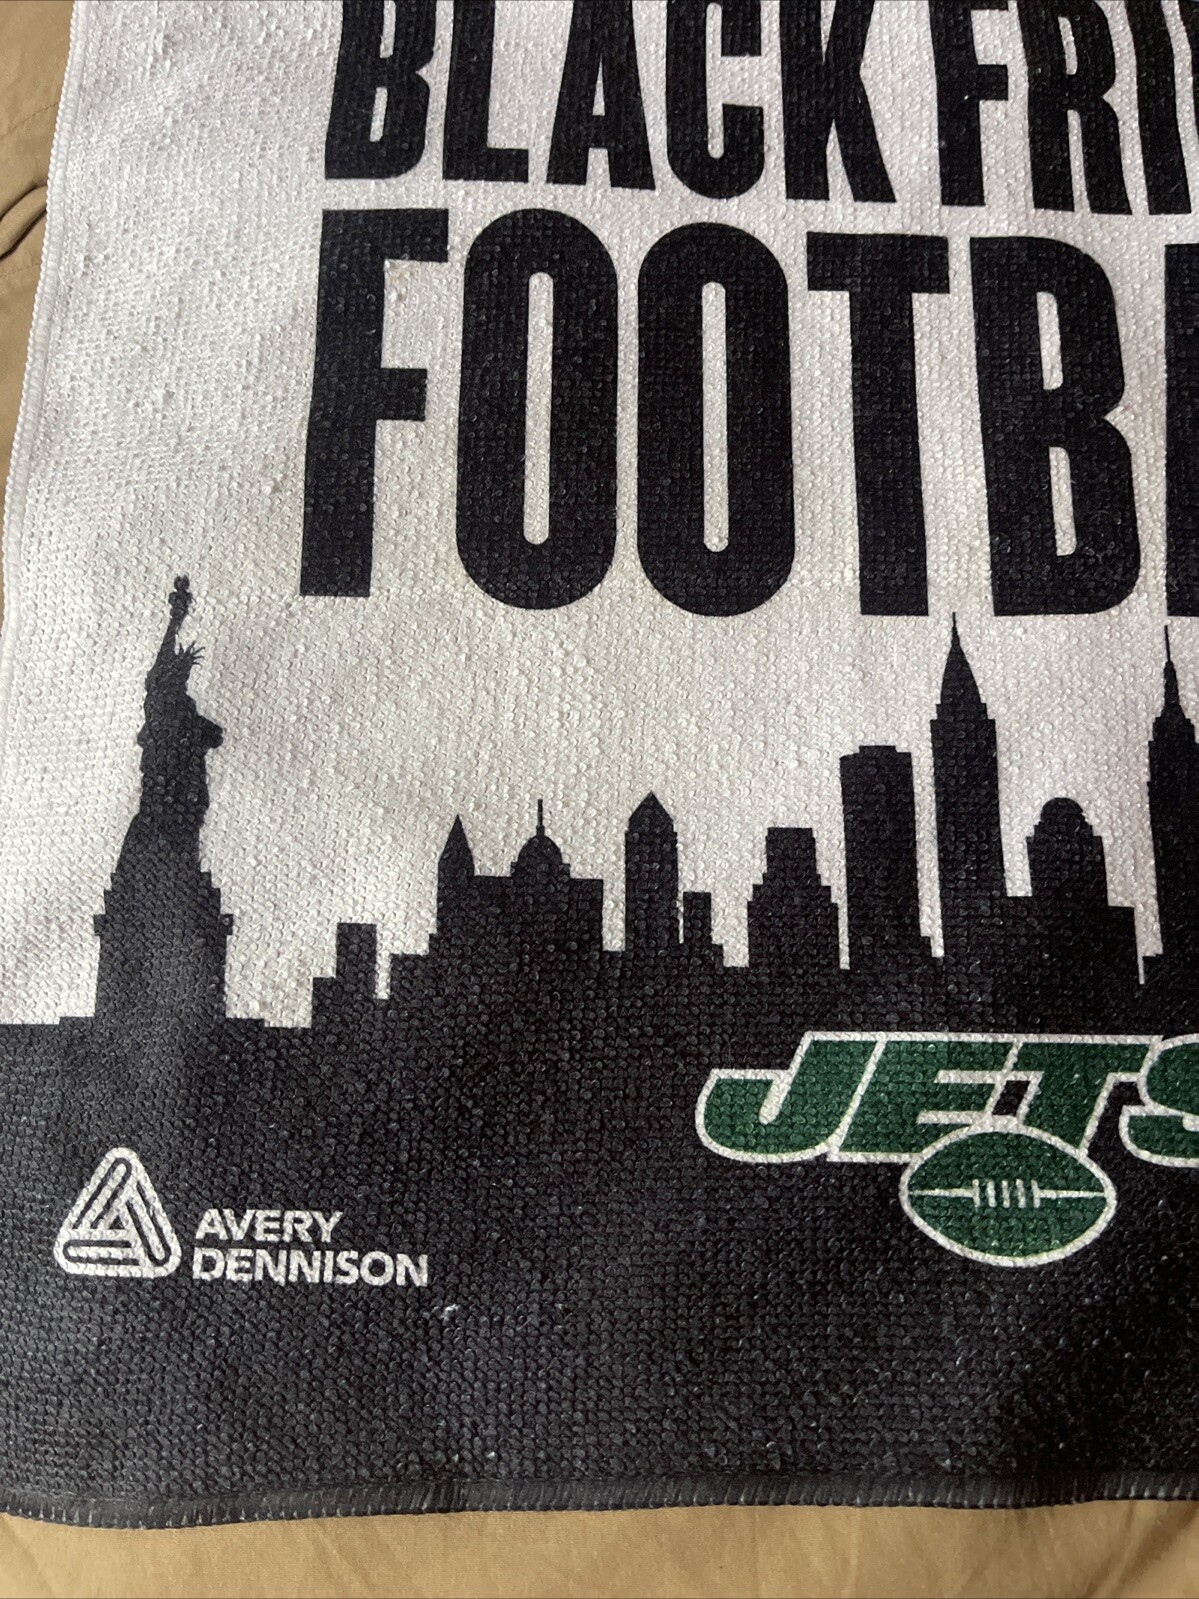 BLACK FRI
FOOTB
JETS
AVERY
DENNISON